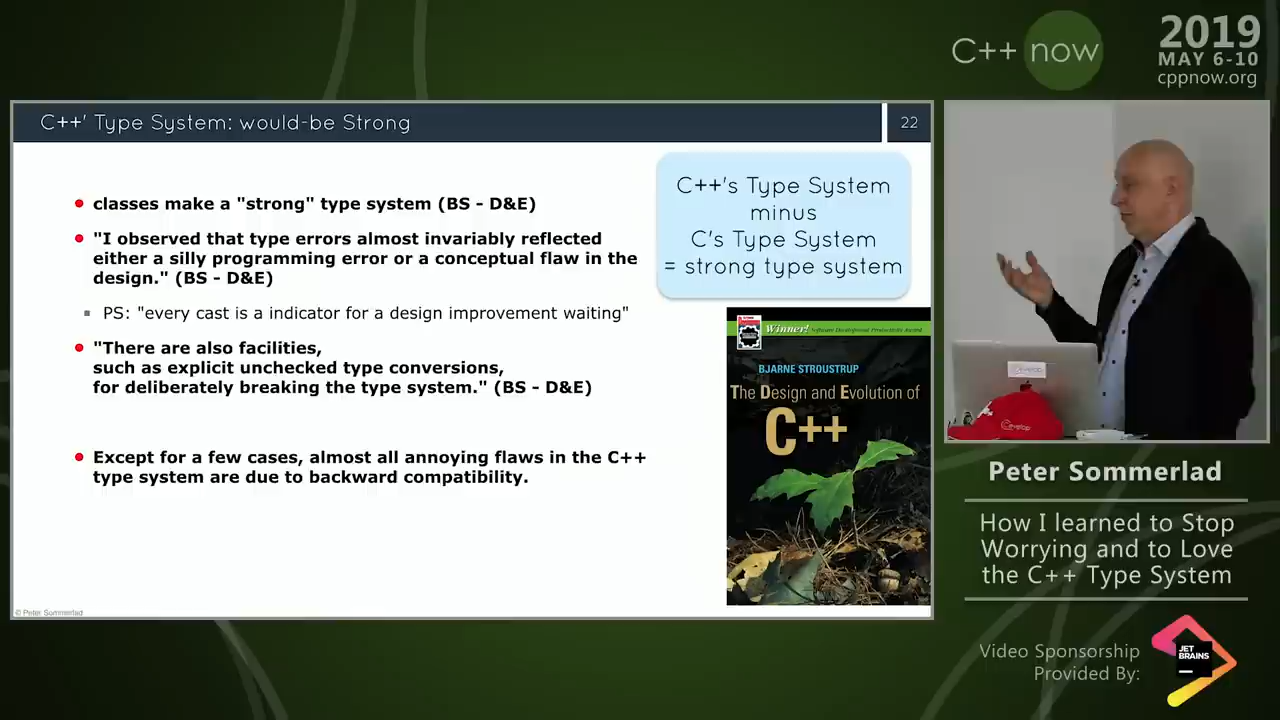 C++ now
2019
MAY 6-10
cppnow.org
C++' Type System: would-be Strong
22
classes make a "strong" type system (BS - D&E)
"I observed that type errors almost invariably reflected
either a silly programming error or a conceptual flaw in the
design." (BS - D&E)
PS: "every cast is a indicator for a design improvement waiting"
"There are also facilities,
such as explicit unchecked type conversions,
for deliberately breaking the type system." (BS - D&E)
Except for a few cases, almost all annoying flaws in the C++
type system are due to backward compatibility.
C++'s Type System
minus
C's Type System
= strong type system
Winner! Software Development Productivity Award
BJARNE STROUSTRUP
The Design and Evolution of
C++
© Peter Sommerlad
Peter Sommerlad
How I learned to Stop
Worrying and to Love
the C++ Type System
Video Sponsorship
Provided By:
JET
BRAINS